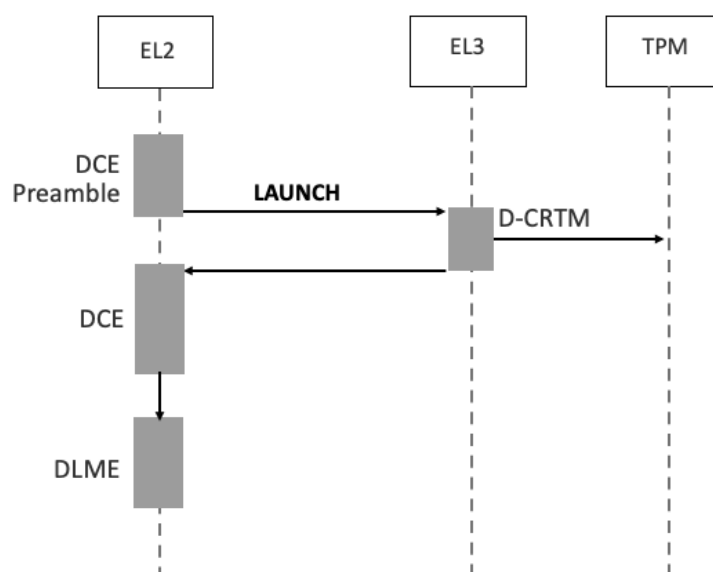 EL2
EL3
TPM
DCE
Preamble
LAUNCH
D-CRTM
DCE
DLME